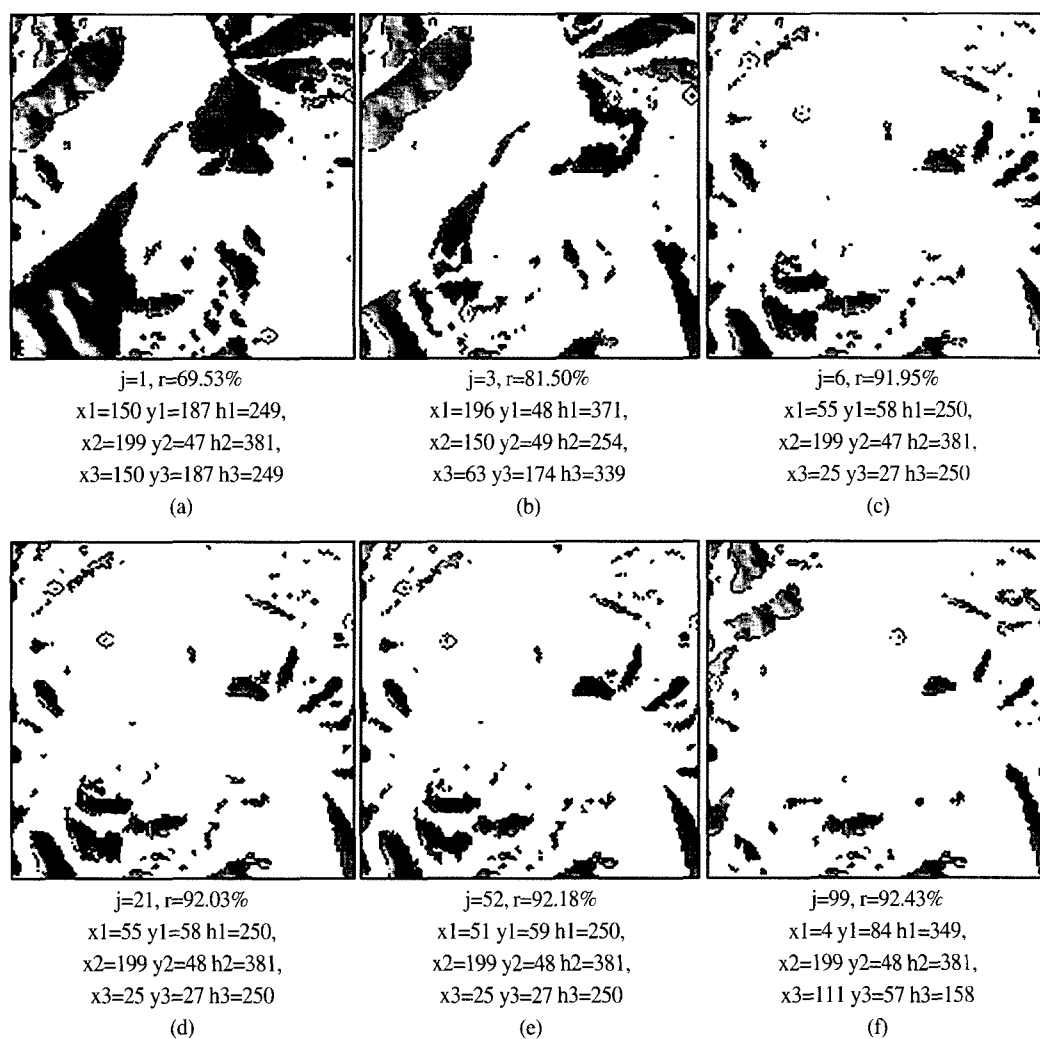 j=1, r=69.53%
x1=150 y1=187 h1=249,
x2=199 y2=47 h2=381,
x3=150 y3=187 h3=249
(a)
j=3, r=81.50%
x1=196 y1=48 h1=371,
x2=150 y2=49 h2=254,
x3=63 y3=174 h3=339
(b)
j=6, r=91.95%
x1=55 y1=58 h1=250,
x2=199 y2=47 h2=381,
x3=25 y3=27 h3=250
(c)
j=21, r=92.03%
x1=55 y1=58 h1=250,
x2=199 y2=48 h2=381,
x3=25 y3=27 h3=250
(d)
j=52, r=92.18%
x1=51 y1=59 h1=250,
x2=199 y2=48 h2=381,
x3=25 y3=27 h3=250
(e)
j=99, r=92.43%
x1=4 y1=84 h1=349,
x2=199 y2=48 h2=381,
x3=111 y3=57 h3=158
(f)